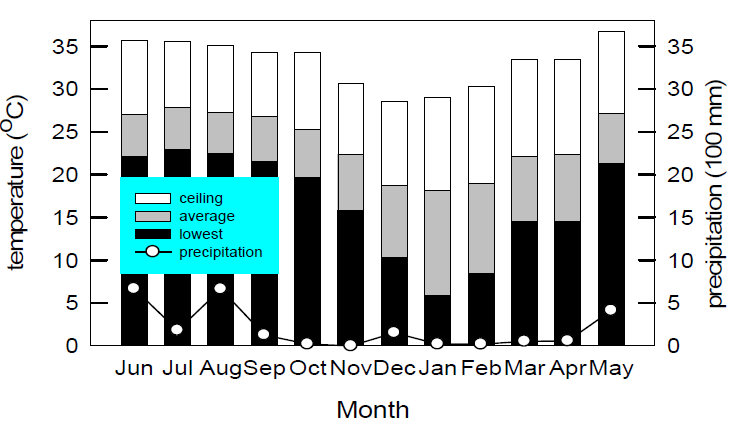 temperature (°C)
35
30
25
20
15
10
5
0
ceiling
average
lowest
precipitation
35
30
25
20
15
10
5
0
precipitation (100 mm)
Jun Jul Aug Sep Oct Nov Dec Jan Feb Mar Apr May
Month